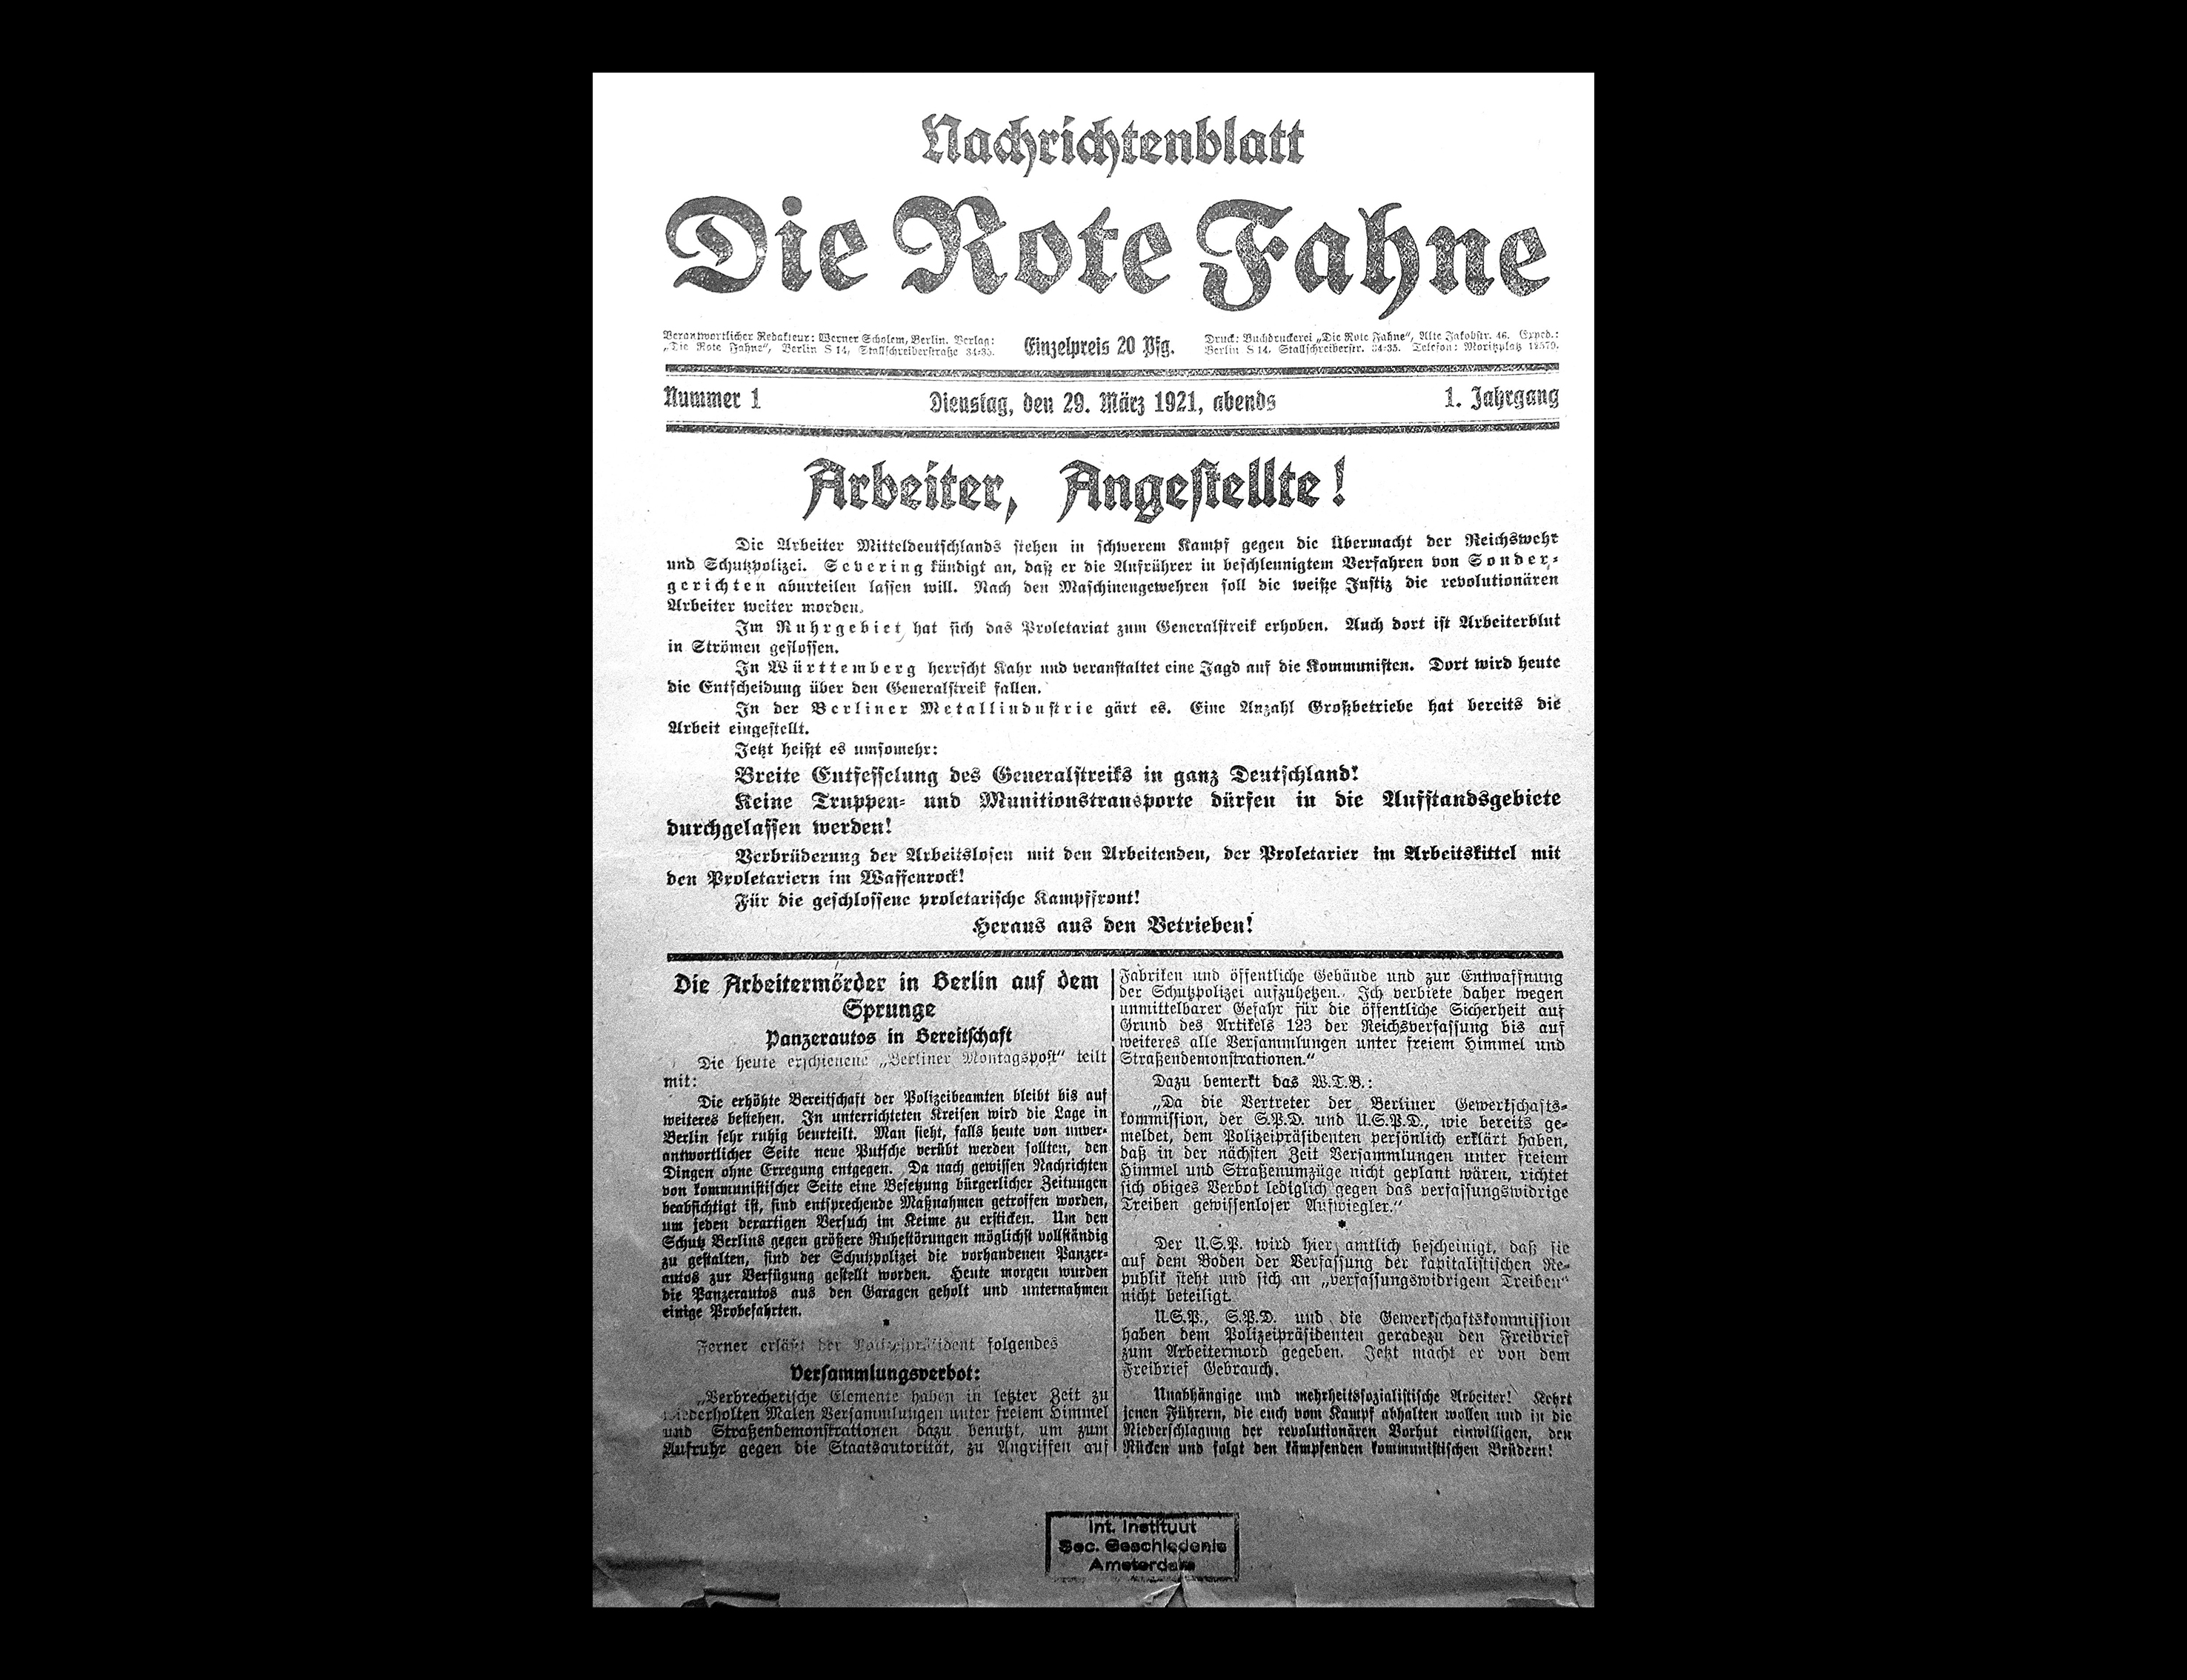 Nachrichtenblatt
Die Rote Fahne
Verantwortlicher Redakteur: Werner Scholem, Berlin. Verlag:
„Die Rote Fahne“, Berlin S 14, Stallschreiberstraße 34-35.
Einzelpreis 20 Pfg.
Druck: Buchdruckerei „Die Rote Fahne“, Alte Jakobstr. 46. Exped.:
Berlin S 14, Stallschreiberstr. 34-35. Telefon: Moritzplatz 12579.
Nummer 1
Dienstag, den 29. März 1921, abends
1. Jahrgang
Arbeiter, Angestellte!
Die Arbeiter Mitteldeutschlands stehen in schwerem Kampf gegen die Übermacht der Reichswehr
und Schutzpolizei. Severing kündigt an, daß er die Aufrührer in beschleunigtem Verfahren von Sonder-
gerichten aburteilen lassen will. Nach den Maschinengewehren soll die weiße Justiz die revolutionären
Arbeiter weiter morden.
Im Ruhrgebiet hat sich das Proletariat zum Generalstreik erhoben. Auch dort ist Arbeiterblut
in Strömen geflossen.
In Württemberg herrscht Kahr und veranstaltet eine Jagd auf die Kommunisten. Dort wird heute
die Entscheidung über den Generalstreik fallen.
In der Berliner Metallindustrie gärt es. Eine Anzahl Großbetriebe hat bereits die
Arbeit eingestellt.
Jetzt heißt es umsomehr:
Breite Entfesselung des Generalstreiks in ganz Deutschland!
Keine Truppen- und Munitionstransporte dürfen in die Aufstandsgebiete
durchgelassen werden!
Verbrüderung der Arbeitslosen mit den Arbeitenden, der Proletarier im Arbeitskittel mit
den Proletariern im Waffenrock!
Für die geschlossene proletarische Kampffront!
Heraus aus den Betrieben!
Die Arbeitermörder in Berlin auf dem
Sprunge
Panzerautos in Bereitschaft
Die heute erschienene „Berliner Montagspost“ teilt
mit:
Die erhöhte Bereitschaft der Polizeibeamten bleibt bis auf
weiteres bestehen. In unterrichteten Kreisen wird die Lage in
Berlin sehr ruhig beurteilt. Man sieht, falls heute von unver-
antwortlicher Seite neue Putsche verübt werden sollten, den
Dingen ohne Erregung entgegen. Da nach gewissen Nachrichten
von kommunistischer Seite eine Besetzung bürgerlicher Zeitungen
beabsichtigt ist, sind entsprechende Maßnahmen getroffen worden,
um jeden derartigen Versuch im Keime zu ersticken. Um den
Schutz Berlins gegen größere Ruhestörungen möglichst vollständig
zu gestalten, sind der Schutzpolizei die vorhandenen Panzer-
autos zur Verfügung gestellt worden. Heute morgen wurden
die Panzerautos aus den Garagen geholt und unternahmen
einige Probefahrten.
*
Ferner erläßt der Polizeipräsident folgendes
Versammlungsverbot:
„Verbrecherische Elemente haben in letzter Zeit zu
wiederholten Malen Versammlungen unter freiem Himmel
und Straßendemonstrationen dazu benutzt, um zum
Aufruhr gegen die Staatsautorität, zu Angriffen auf
Fabriken und öffentliche Gebäude und zur Entwaffnung
der Schutzpolizei aufzuhetzen. Ich verbiete daher wegen
unmittelbarer Gefahr für die öffentliche Sicherheit auf
Grund des Artikels 123 der Reichsverfassung bis auf
weiteres alle Versammlungen unter freiem Himmel und
Straßendemonstrationen.“
Dazu bemerkt das W.T.B.:
„Da die Vertreter der Berliner Gewerkschafts-
kommission, der S.P.D. und U.S.P.D., wie bereits ge-
meldet, dem Polizeipräsidenten persönlich erklärt haben,
daß in der nächsten Zeit Versammlungen unter freiem
Himmel und Straßenumzüge nicht geplant wären, richtet
sich obiges Verbot lediglich gegen das verfassungswidrige
Treiben gewissenloser Aufwiegler.“
*
Der U.S.P. wird hier amtlich bescheinigt, daß sie
auf dem Boden der Verfassung der kapitalistischen Re-
publik steht und sich an „verfassungswidrigem Treiben“
nicht beteiligt.
U.S.P., S.P.D. und die Gewerkschaftskommission
haben dem Polizeipräsidenten geradezu den Freibrief
zum Arbeitermord gegeben. Jetzt macht er von dem
Freibrief Gebrauch.
Unabhängige und mehrheitssozialistische Arbeiter! Kehrt
jenen Führern, die euch vom Kampf abhalten wollen und in die
Niederschlagung der revolutionären Vorhut einwilligen, den
Rücken und folgt den kämpfenden kommunistischen Brüdern!
Int. Instituut
Soc. Geschiedenis
Amsterdam